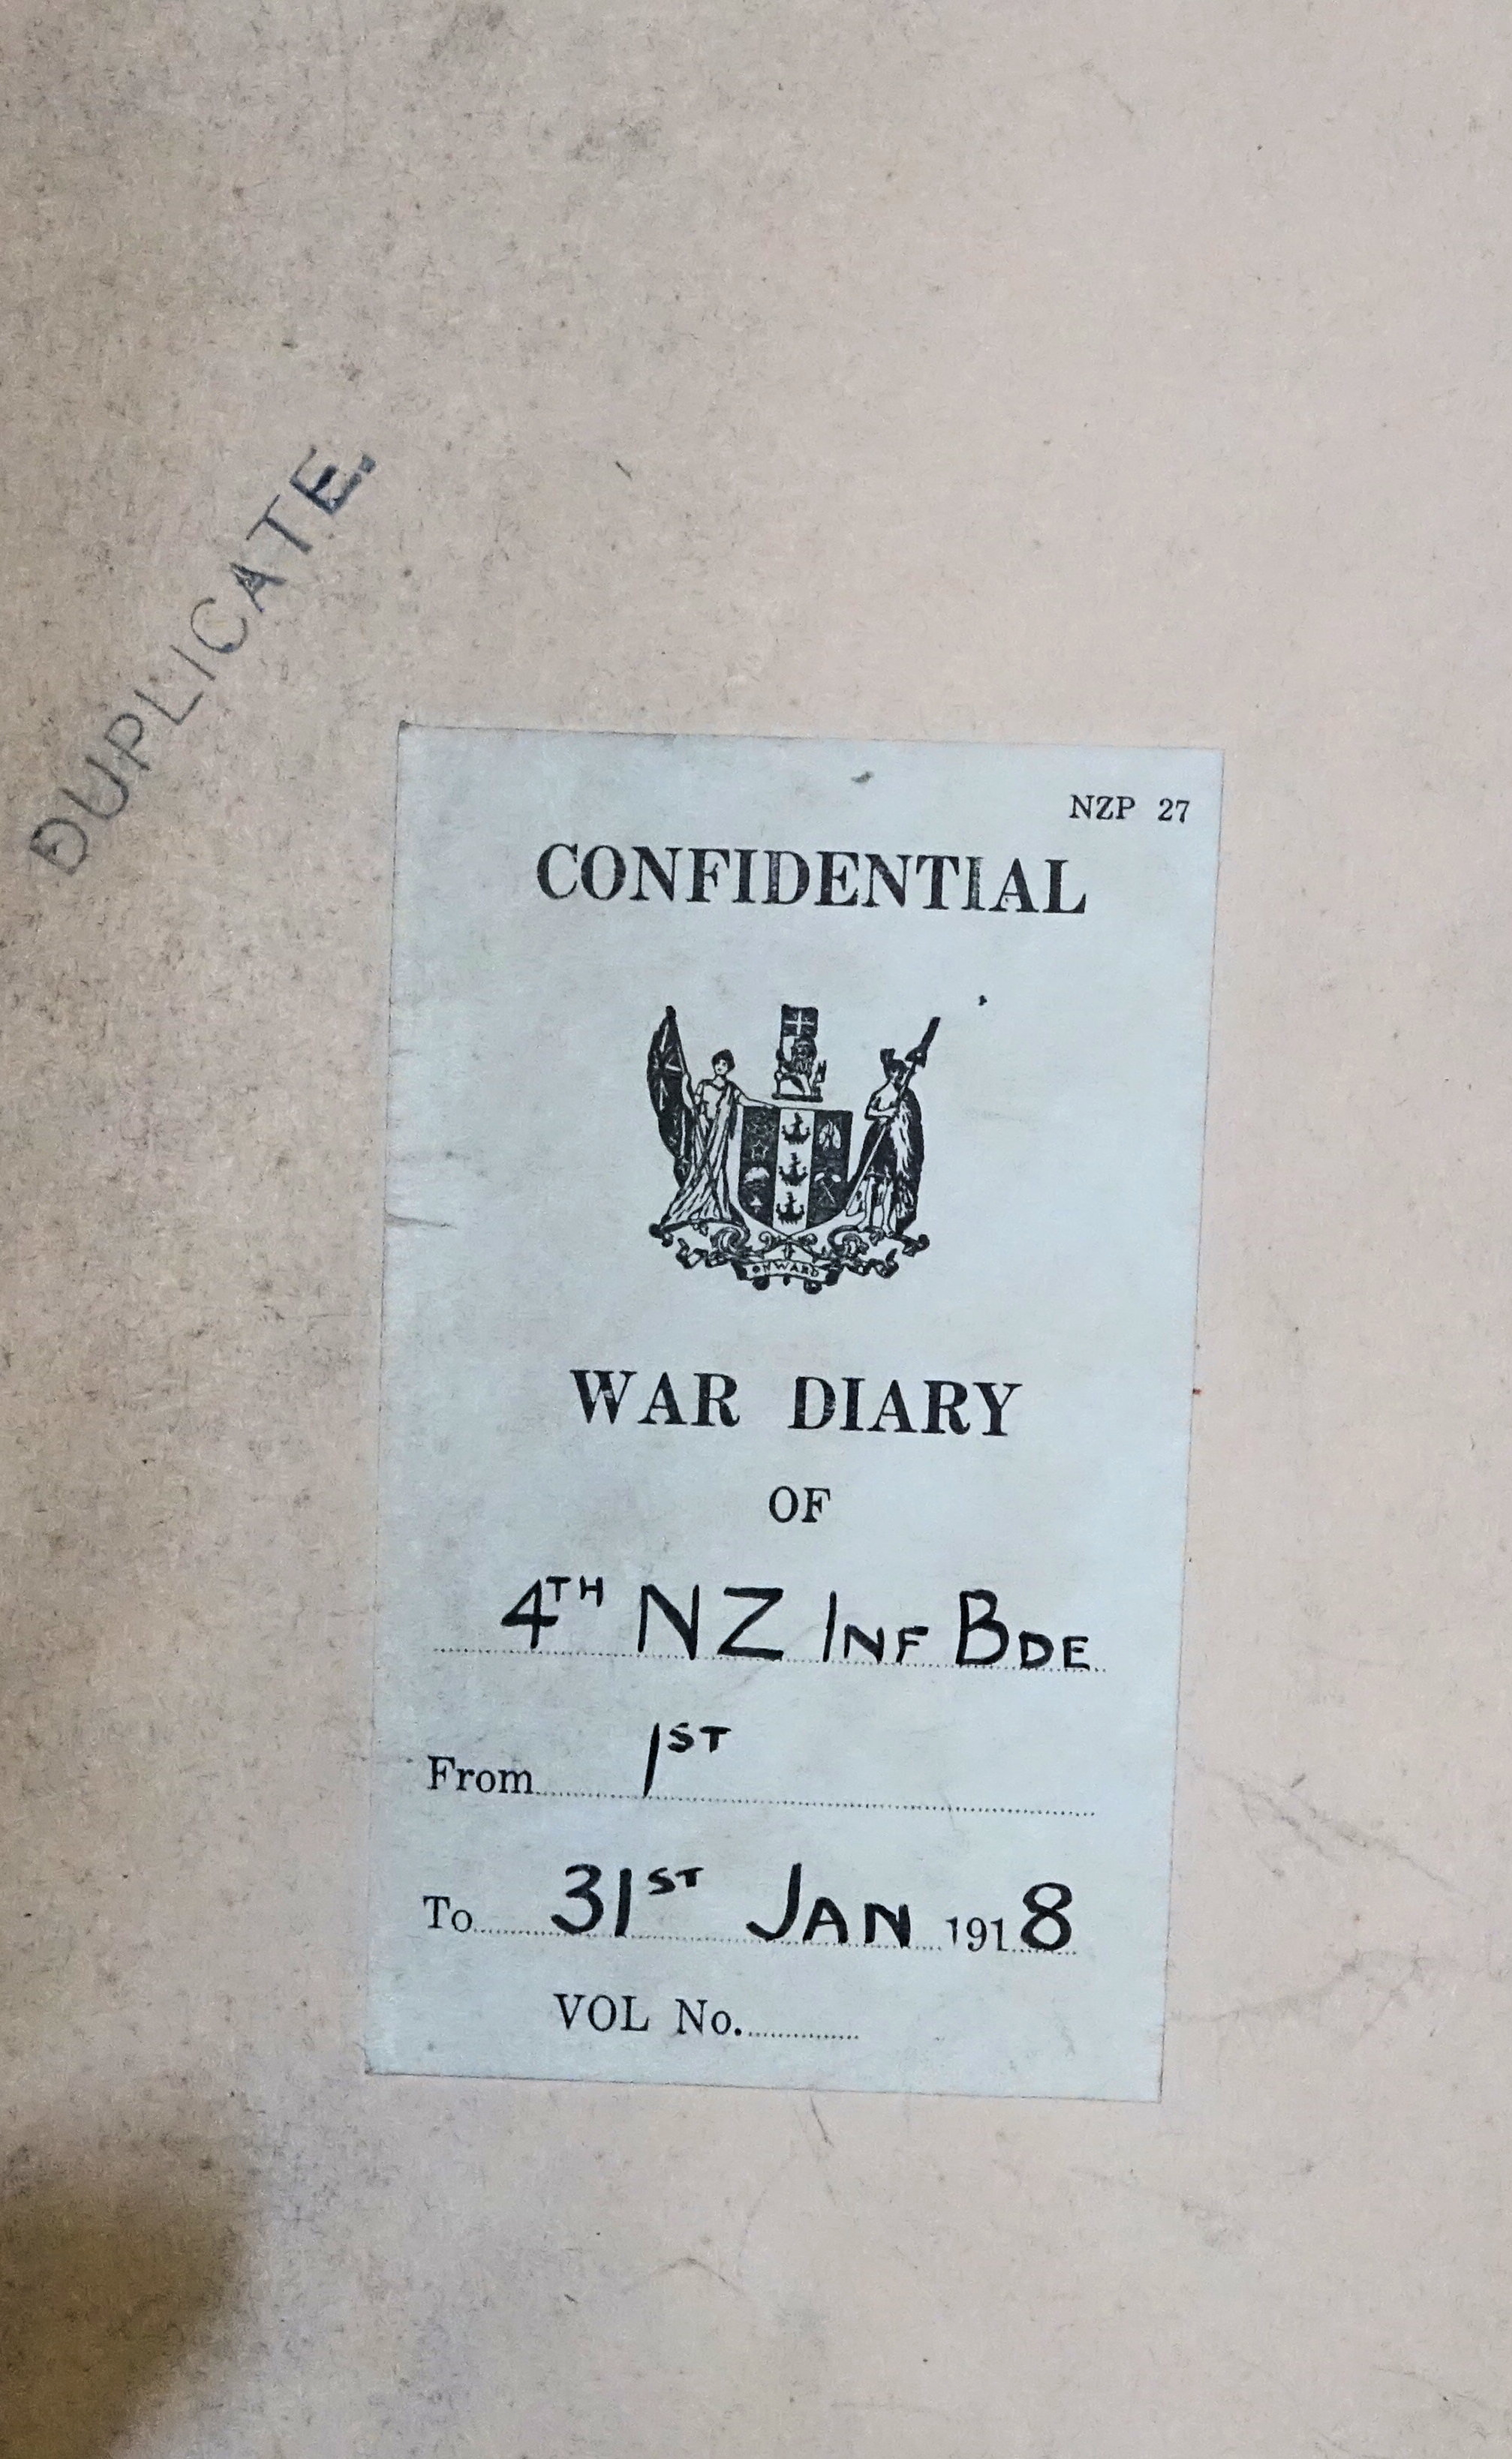 DUPLICATE.
NZP 27
CONFIDENTIAL
ONWARD
WAR DIARY
OF
4TH NZ INF BDE
From 1ST
To 31ST JAN 1918
VOL No.